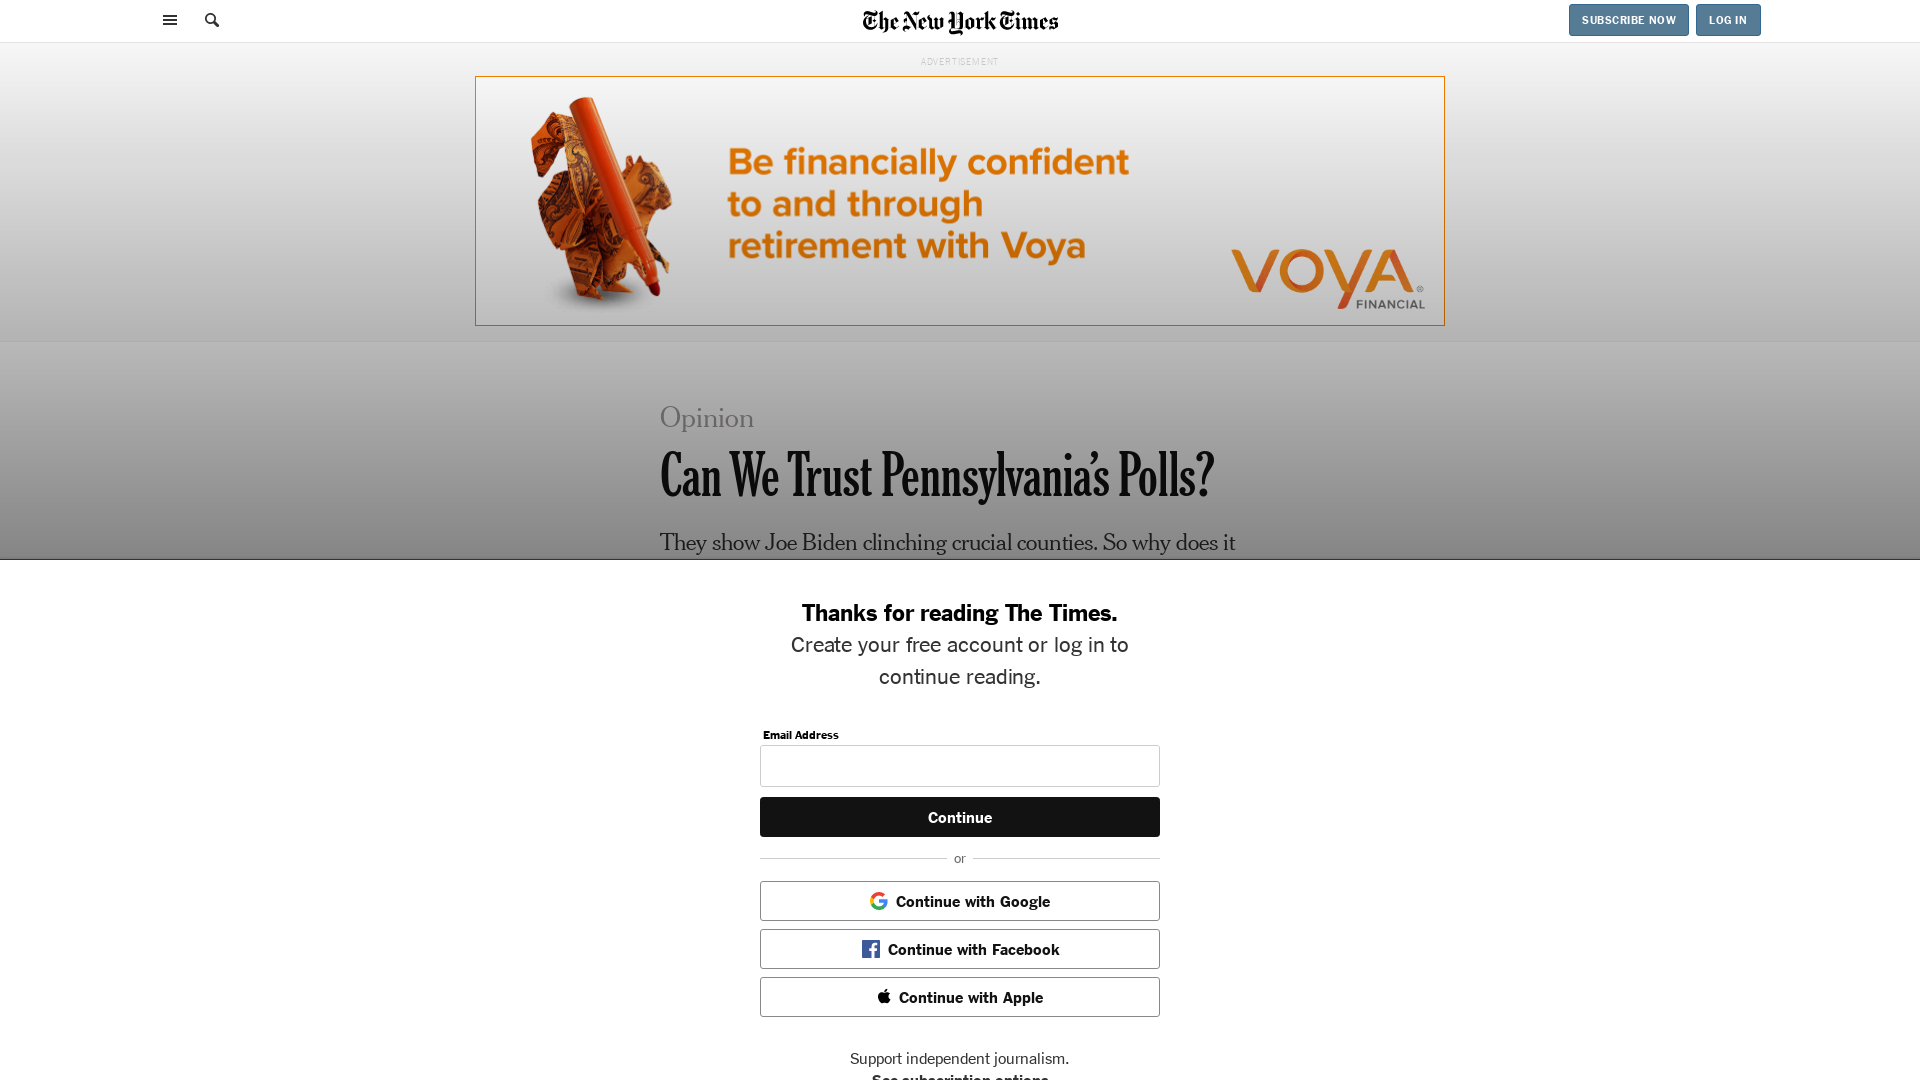 The New York Times
SUBSCRIBE NOW
LOG IN
ADVERTISEMENT
Be financially confident
to and through
retirement with Voya
VOYA
FINANCIAL
Opinion
Can We Trust Pennsylvania’s Polls?
They show Joe Biden clinching crucial counties. So why does it
Thanks for reading The Times.
Create your free account or log in to
continue reading.
Email Address
Continue
or
Continue with Google
Continue with Facebook
Continue with Apple
Support independent journalism.
See subscription options